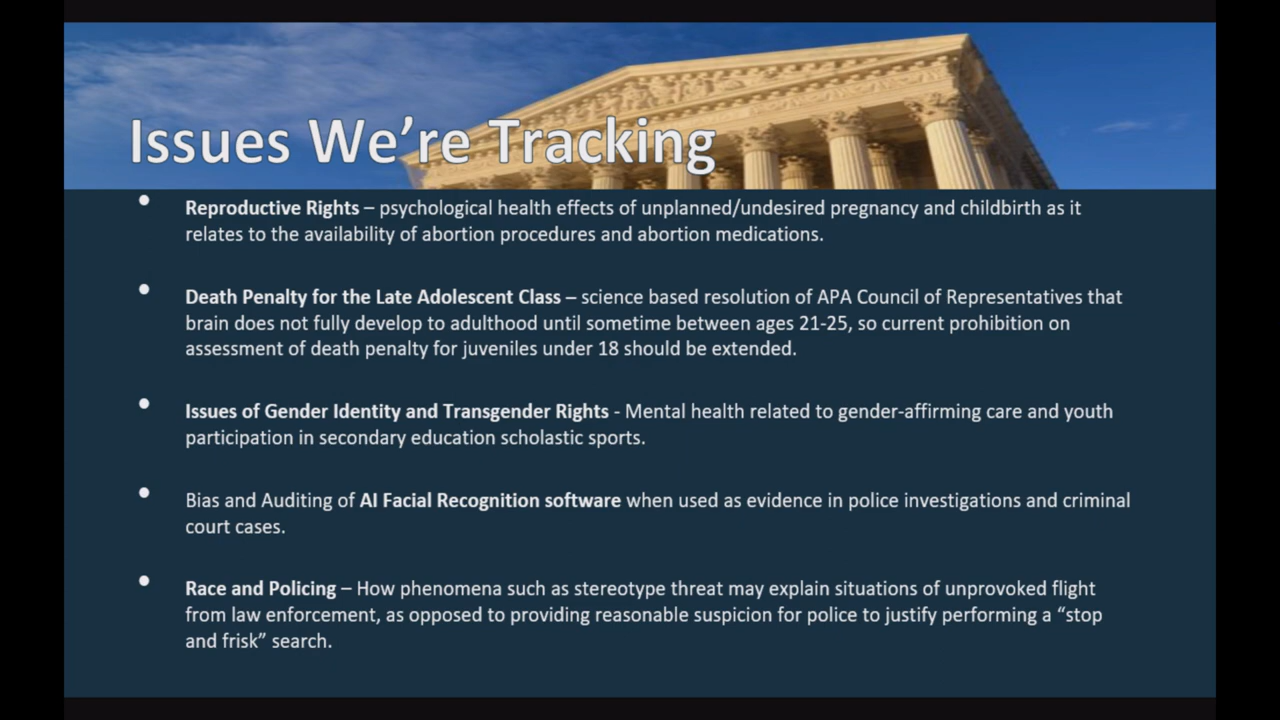 Issues We’re Tracking
• Reproductive Rights – psychological health effects of unplanned/undesired pregnancy and childbirth as it
relates to the availability of abortion procedures and abortion medications.
• Death Penalty for the Late Adolescent Class – science based resolution of APA Council of Representatives that
brain does not fully develop to adulthood until sometime between ages 21-25, so current prohibition on
assessment of death penalty for juveniles under 18 should be extended.
• Issues of Gender Identity and Transgender Rights - Mental health related to gender-affirming care and youth
participation in secondary education scholastic sports.
• Bias and Auditing of AI Facial Recognition software when used as evidence in police investigations and criminal
court cases.
• Race and Policing – How phenomena such as stereotype threat may explain situations of unprovoked flight
from law enforcement, as opposed to providing reasonable suspicion for police to justify performing a “stop
and frisk” search.